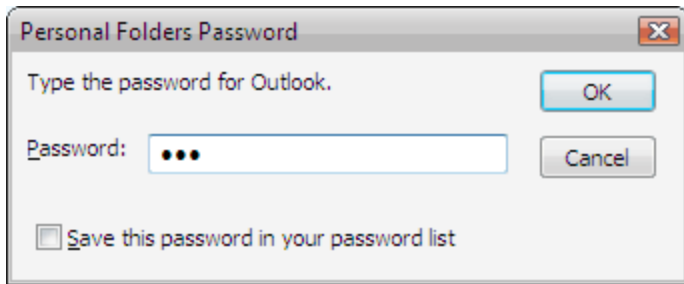 Personal Folders Password
Type the password for Outlook.
OK
Password: •••
Cancel
Save this password in your password list